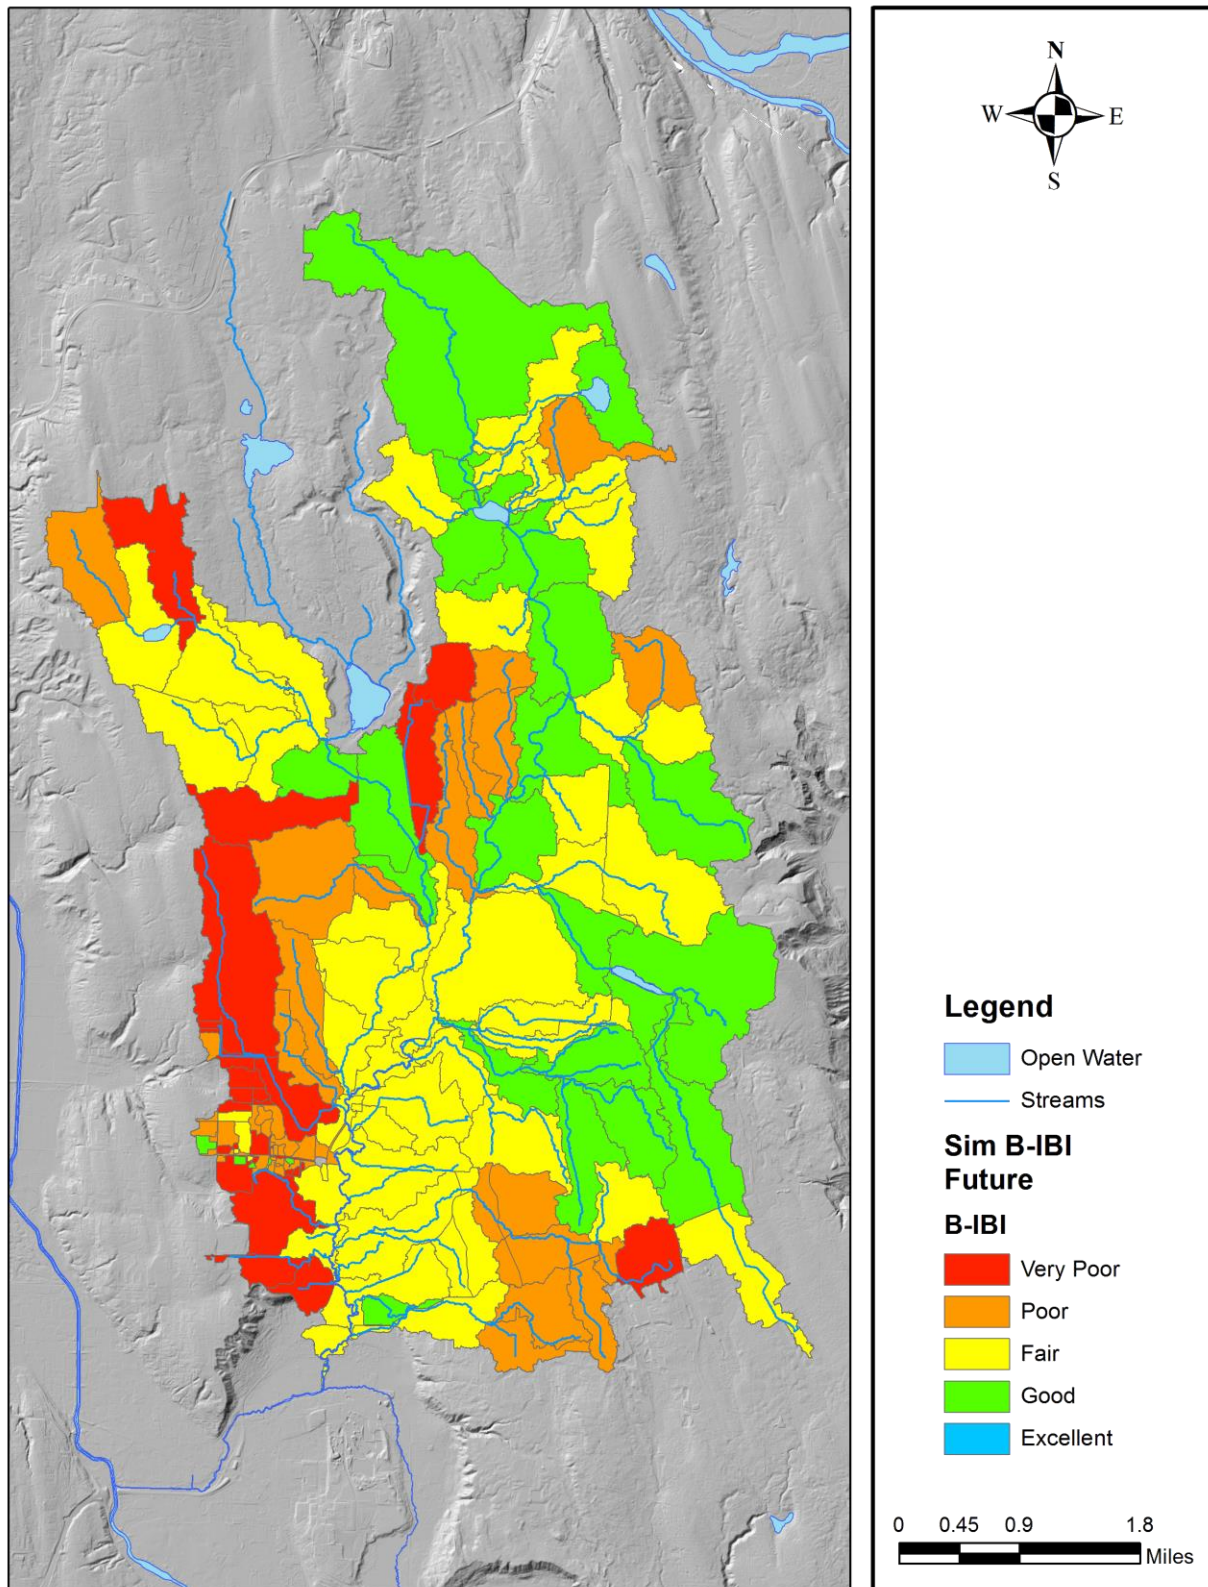 N
W E
S
Legend
Open Water
Streams
Sim B-IBI
Future
B-IBI
Very Poor
Poor
Fair
Good
Excellent
0 0.45 0.9 1.8
Miles